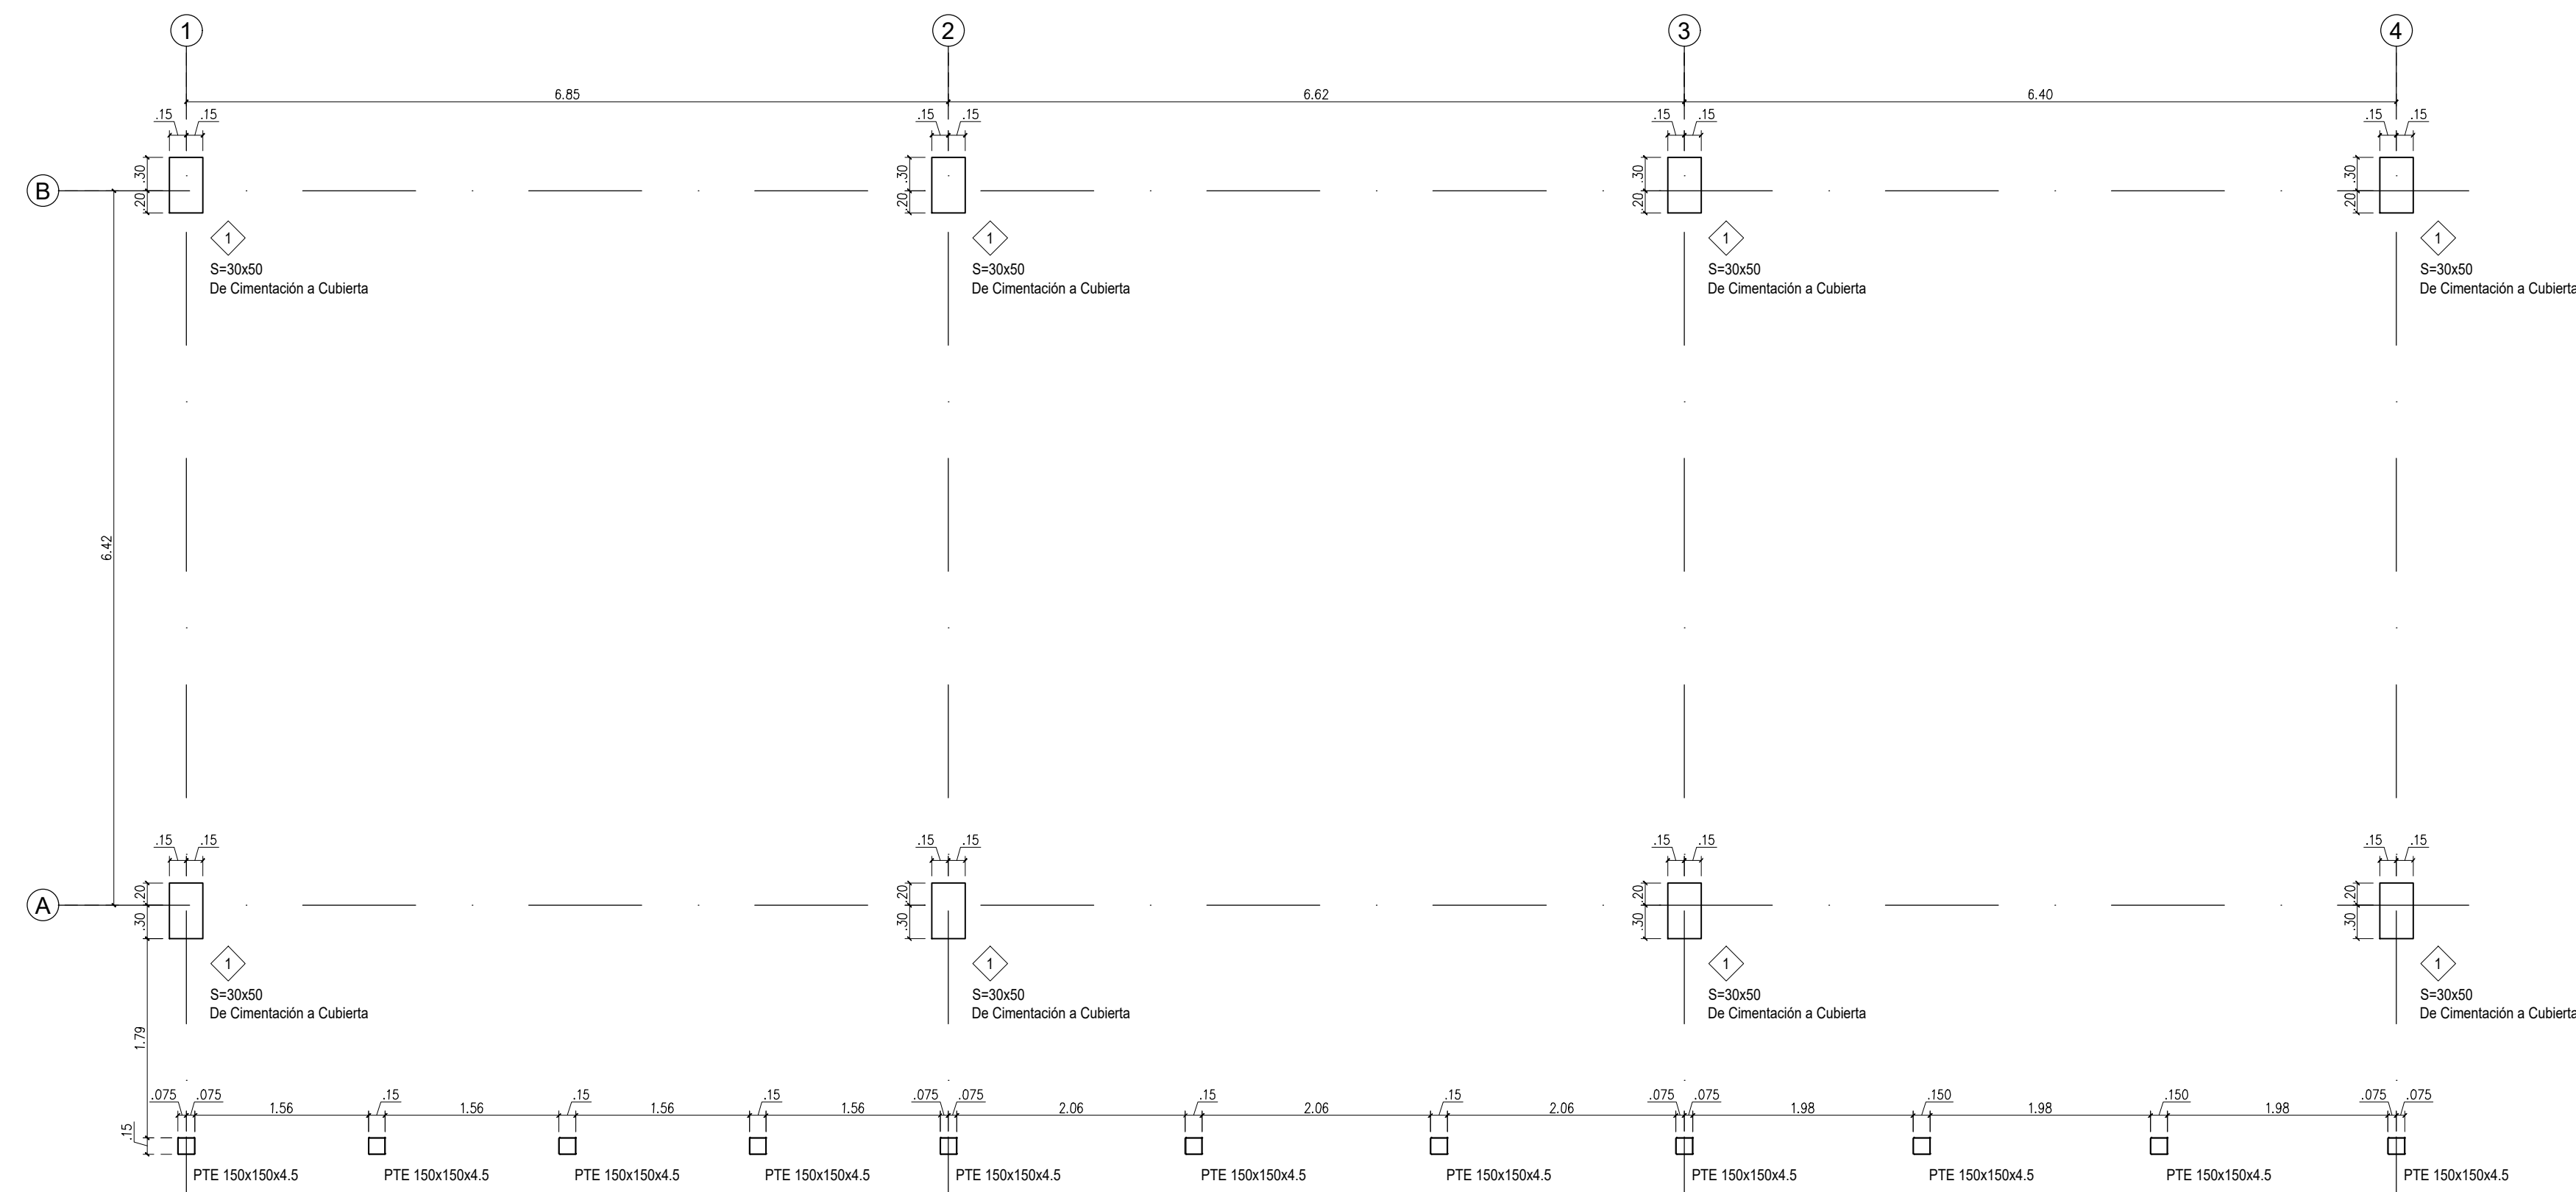 1 2 3 4
6.85 6.62 6.40
.15 .15 .15 .15 .15 .15 .15 .15
.30 .30 .30 .30
B
.20 .20 .20 .20
1 1 1 1
S=30x50 S=30x50 S=30x50 S=30x50
De Cimentación a Cubierta De Cimentación a Cubierta De Cimentación a Cubierta De Cimentación a Cubierta
6.42
.15 .15 .15 .15 .15 .15 .15 .15
.20 .20 .20 .20
A
.30 .30 .30 .30
1 1 1 1
S=30x50 S=30x50 S=30x50 S=30x50
De Cimentación a Cubierta De Cimentación a Cubierta De Cimentación a Cubierta De Cimentación a Cubierta
1.79
.075 .075 .15 .15 .15 .075 .075 .15 .15 .075 .075 .150 .150 .075 .075
1.56 1.56 1.56 1.56 2.06 2.06 2.06 1.98 1.98 1.98
.15
PTE 150x150x4.5 PTE 150x150x4.5 PTE 150x150x4.5 PTE 150x150x4.5 PTE 150x150x4.5 PTE 150x150x4.5 PTE 150x150x4.5 PTE 150x150x4.5 PTE 150x150x4.5 PTE 150x150x4.5 PTE 150x150x4.5